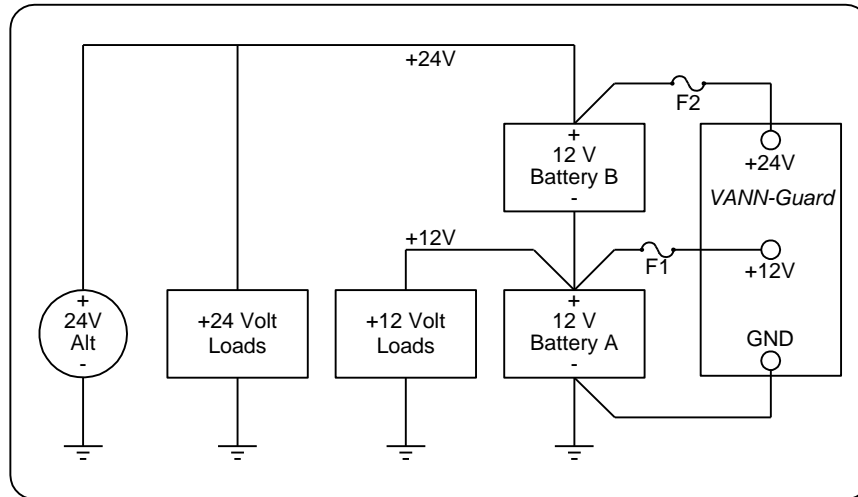 +24V
F2
+
12 V
Battery B
-
+24V
VANN-Guard
+12V
F1
+12V
+
24V
Alt
-
+24 Volt
Loads
+12 Volt
Loads
+
12 V
Battery A
-
GND